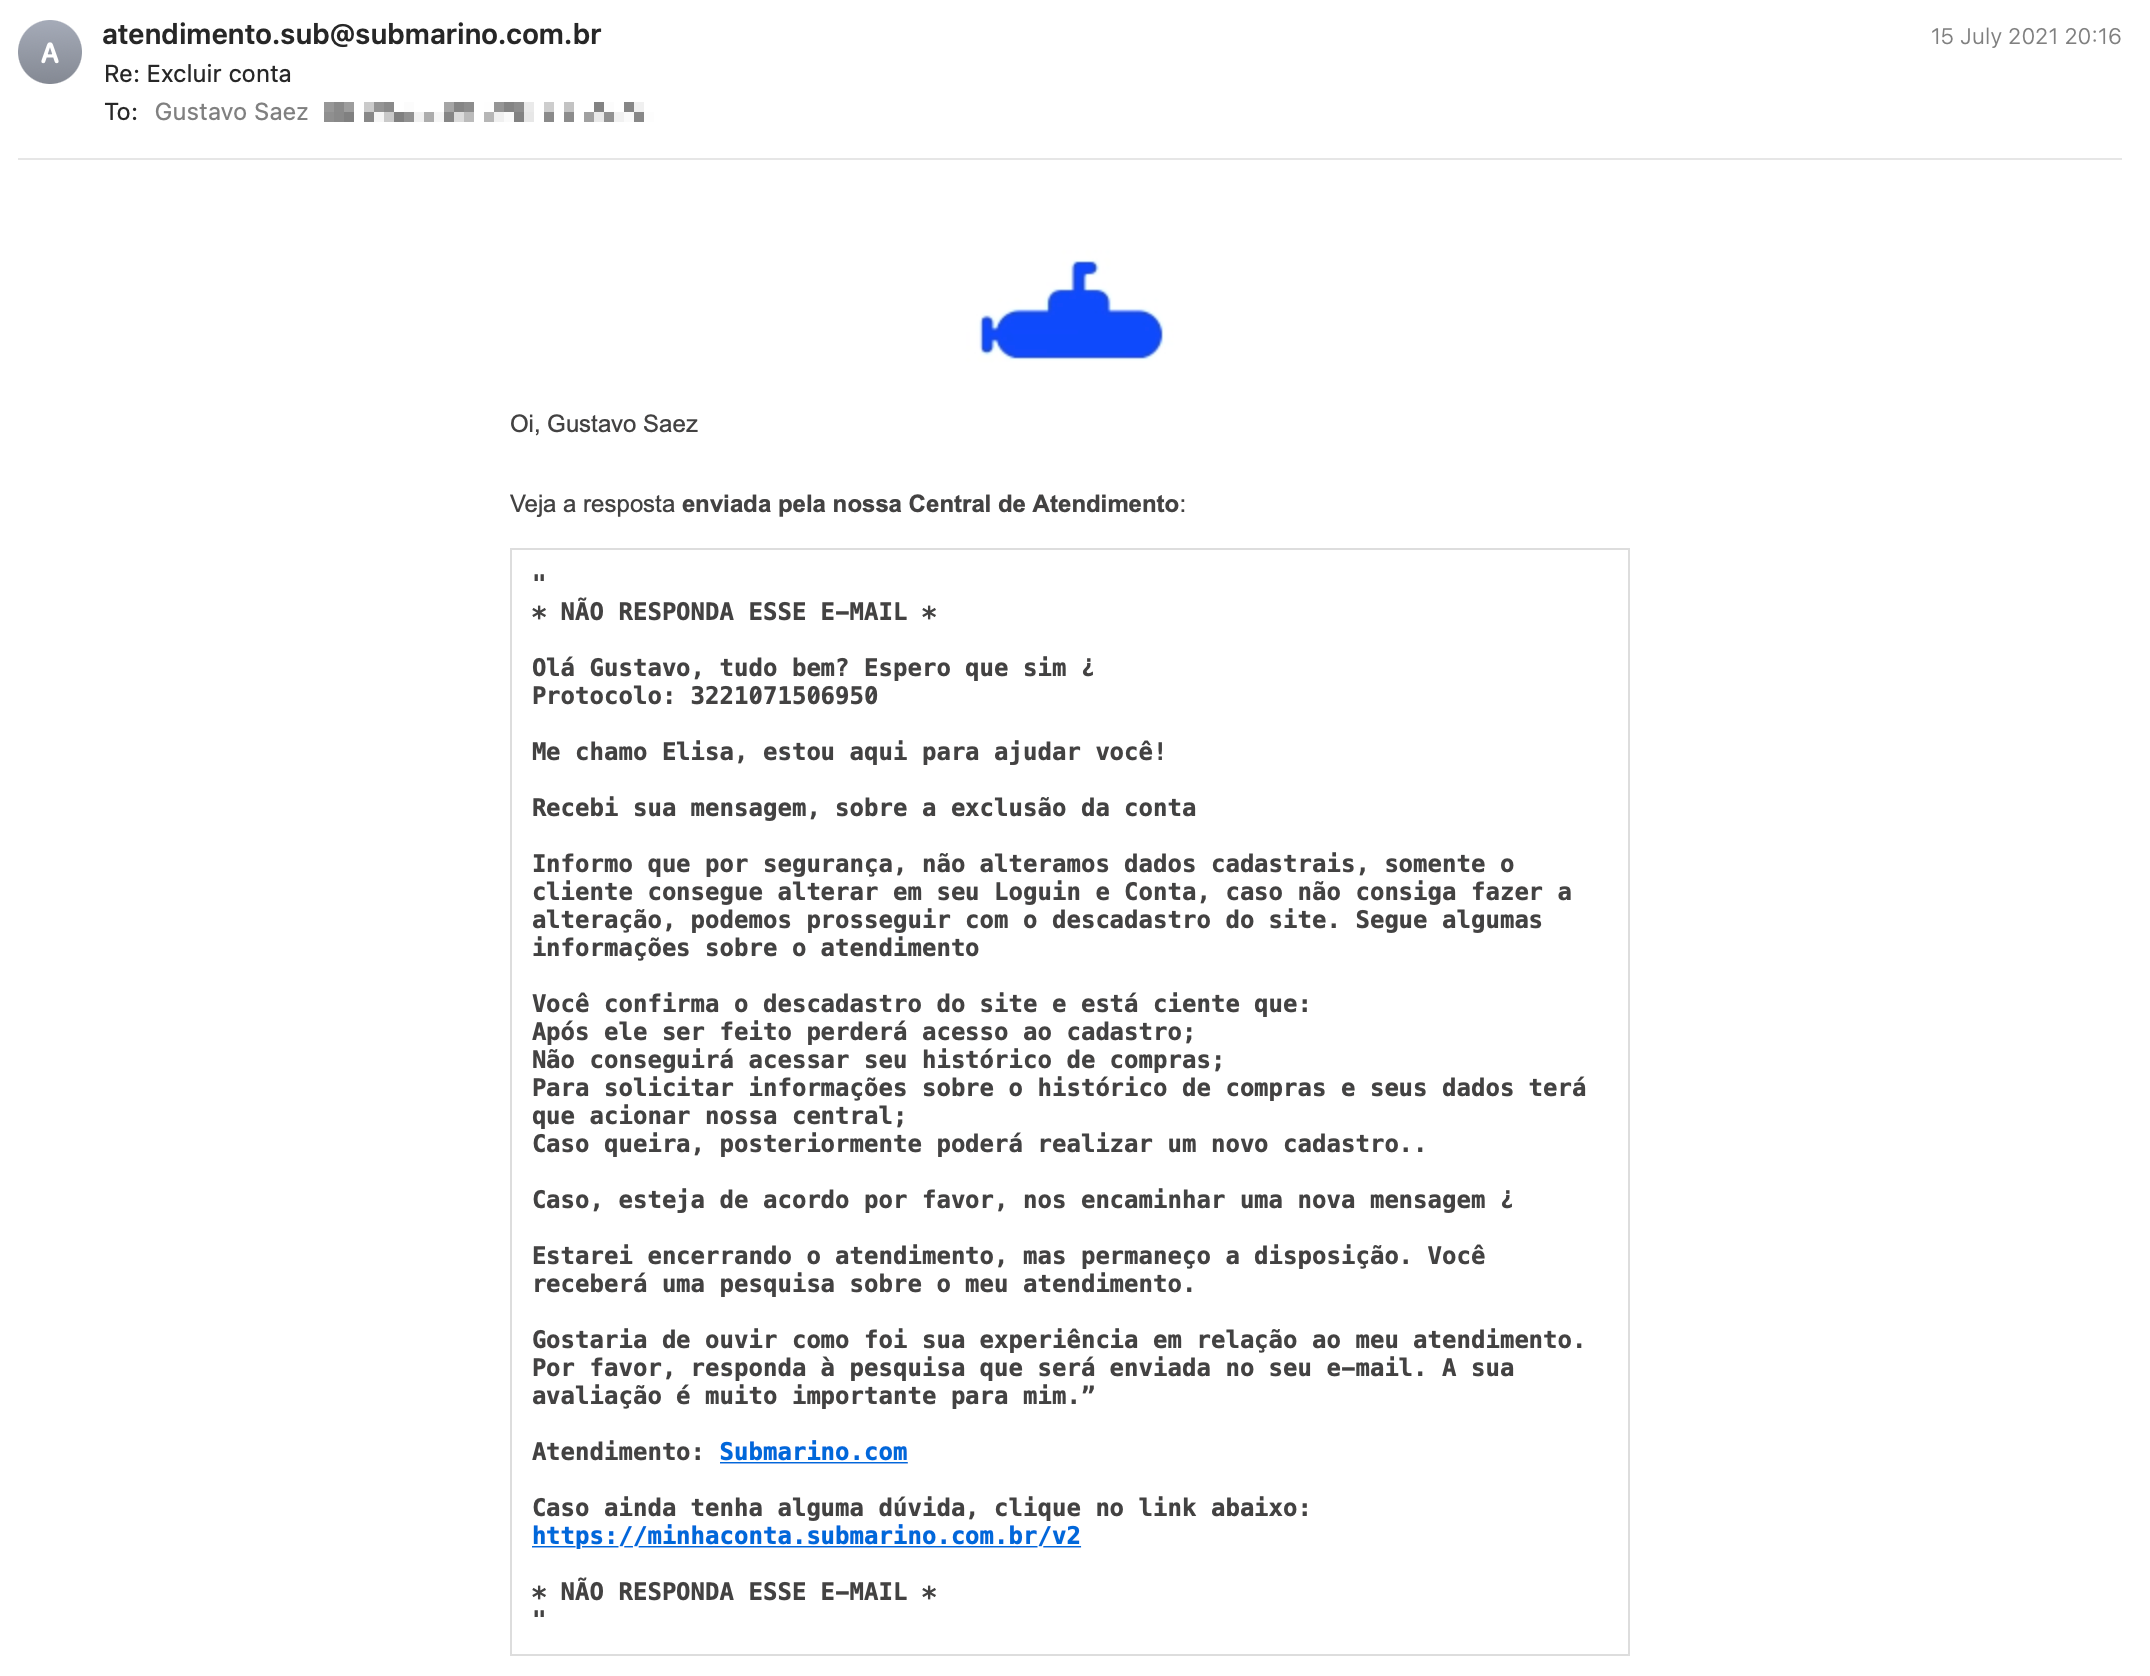 A
atendimento.sub@submarino.com.br
15 July 2021 20:16
Re: Excluir conta
To: Gustavo Saez
Oi, Gustavo Saez
Veja a resposta enviada pela nossa Central de Atendimento:
"
* NÃO RESPONDA ESSE E-MAIL *
Olá Gustavo, tudo bem? Espero que sim ¿
Protocolo: 3221071506950
Me chamo Elisa, estou aqui para ajudar você!
Recebi sua mensagem, sobre a exclusão da conta
Informo que por segurança, não alteramos dados cadastrais, somente o
cliente consegue alterar em seu Loguin e Conta, caso não consiga fazer a
alteração, podemos prosseguir com o descadastro do site. Segue algumas
informações sobre o atendimento
Você confirma o descadastro do site e está ciente que:
Após ele ser feito perderá acesso ao cadastro;
Não conseguirá acessar seu histórico de compras;
Para solicitar informações sobre o histórico de compras e seus dados terá
que acionar nossa central;
Caso queira, posteriormente poderá realizar um novo cadastro..
Caso, esteja de acordo por favor, nos encaminhar uma nova mensagem ¿
Estarei encerrando o atendimento, mas permaneço a disposição. Você
receberá uma pesquisa sobre o meu atendimento.
Gostaria de ouvir como foi sua experiência em relação ao meu atendimento.
Por favor, responda à pesquisa que será enviada no seu e-mail. A sua
avaliação é muito importante para mim.”
Atendimento: Submarino.com
Caso ainda tenha alguma dúvida, clique no link abaixo:
https://minhaconta.submarino.com.br/v2
* NÃO RESPONDA ESSE E-MAIL *
"